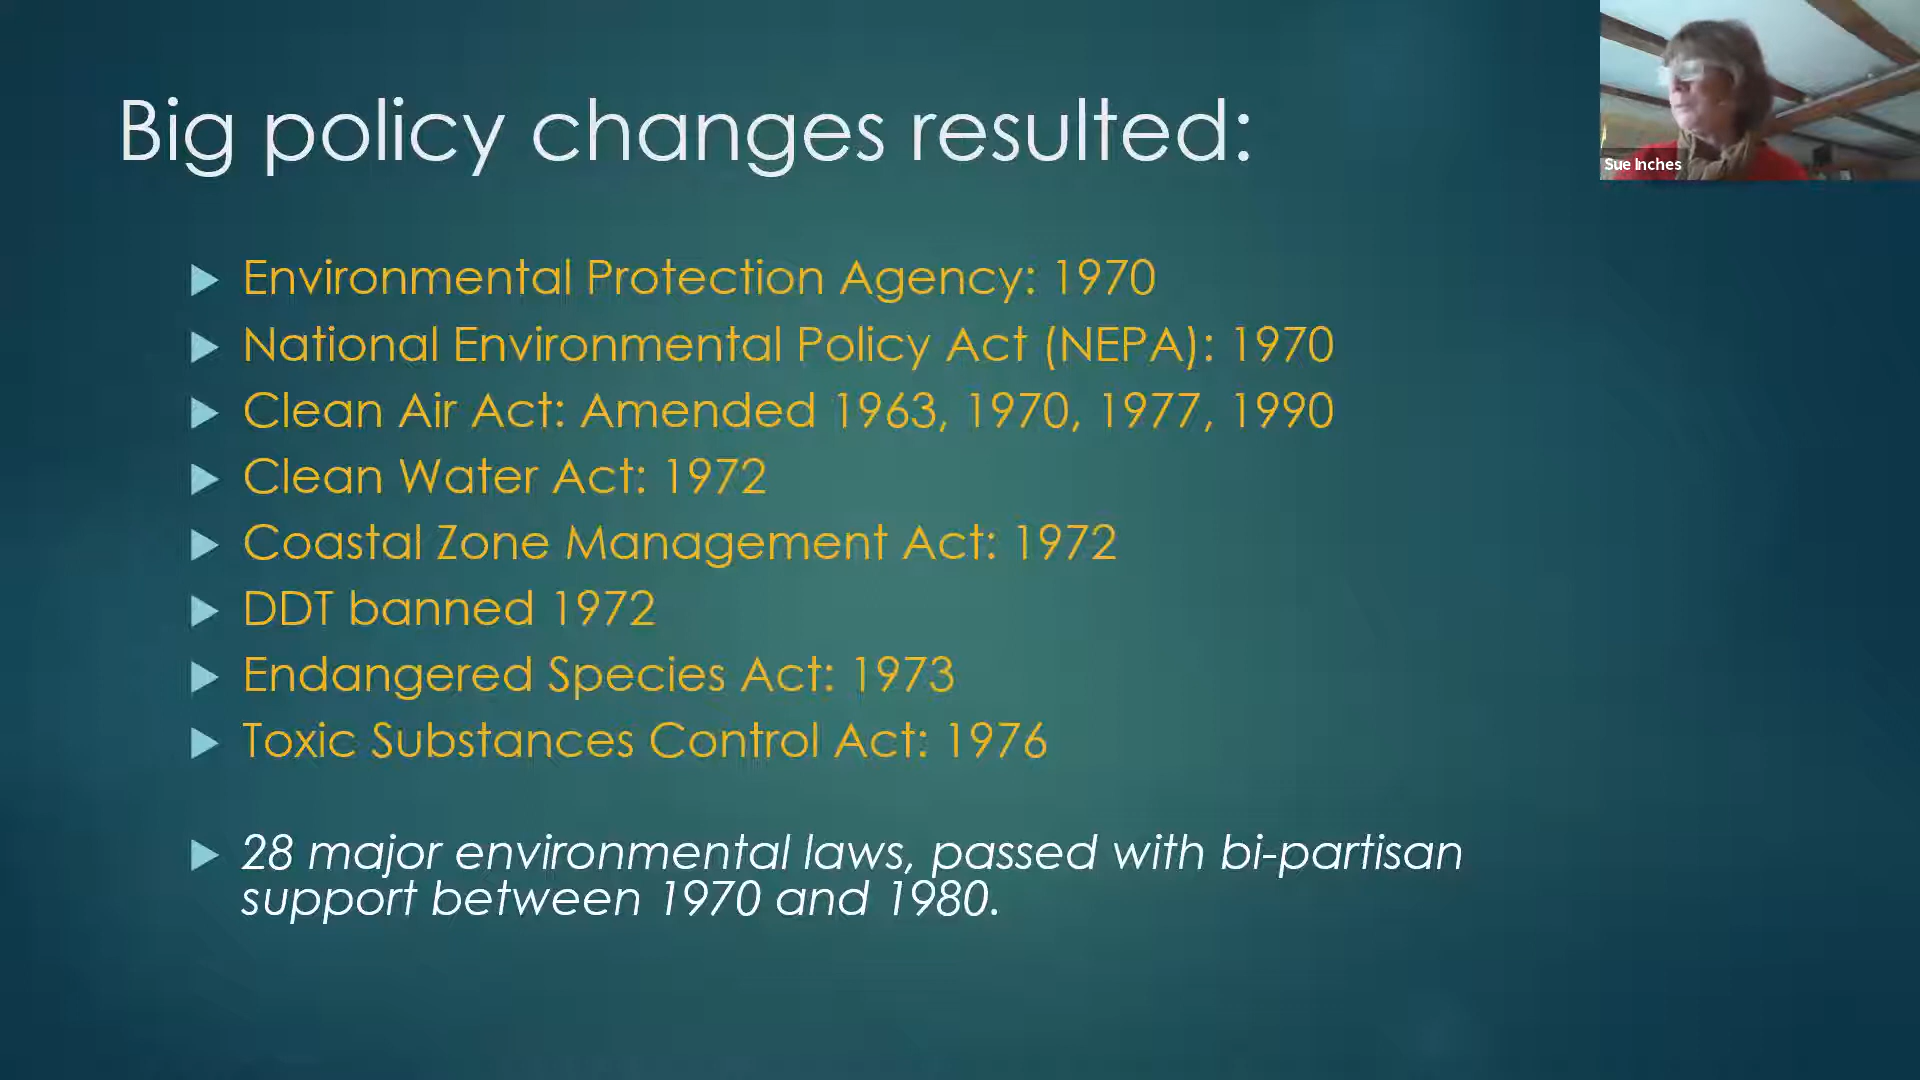 Big policy changes resulted:
Sue Inches
Environmental Protection Agency: 1970
National Environmental Policy Act (NEPA): 1970
Clean Air Act: Amended 1963, 1970, 1977, 1990
Clean Water Act: 1972
Coastal Zone Management Act: 1972
DDT banned 1972
Endangered Species Act: 1973
Toxic Substances Control Act: 1976
28 major environmental laws, passed with bi-partisan
support between 1970 and 1980.